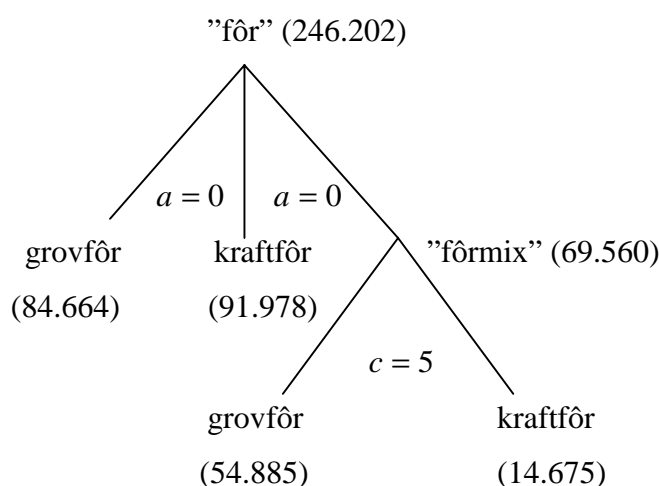 ”fôr” (246.202)
a = 0 a = 0
grovfôr kraftfôr ”fôrmix” (69.560)
(84.664) (91.978)
c = 5
grovfôr kraftfôr
(54.885) (14.675)